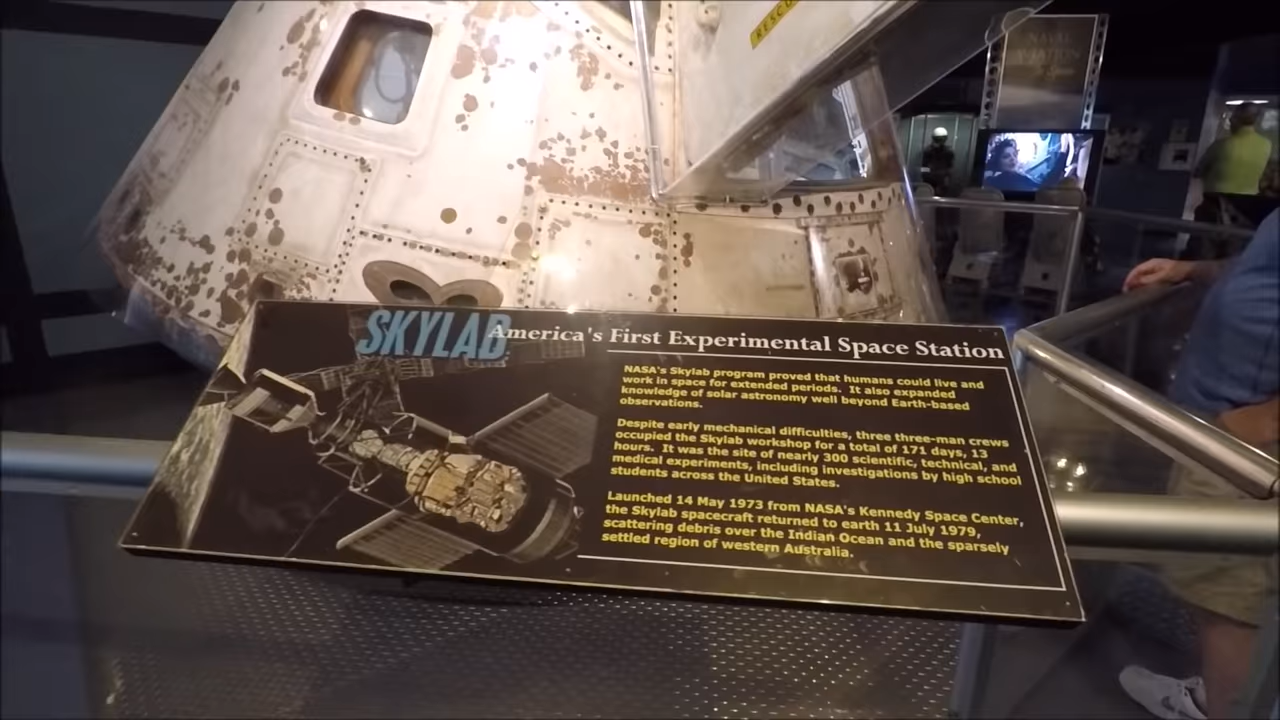 NAVAL
AVIATION
SKYLAB America's First Experimental Space Station
NASA's Skylab program proved that humans could live and
work in space for extended periods. It also expanded
knowledge of solar astronomy well beyond Earth-based
observations.
Despite early mechanical difficulties, three three-man crews
occupied the Skylab workshop for a total of 171 days, 13
hours. It was the site of nearly 300 scientific, technical, and
medical experiments, including investigations by high school
students across the United States.
Launched 14 May 1973 from NASA's Kennedy Space Center,
the Skylab spacecraft returned to earth 11 July 1979,
scattering debris over the Indian Ocean and the sparsely
settled region of western Australia.